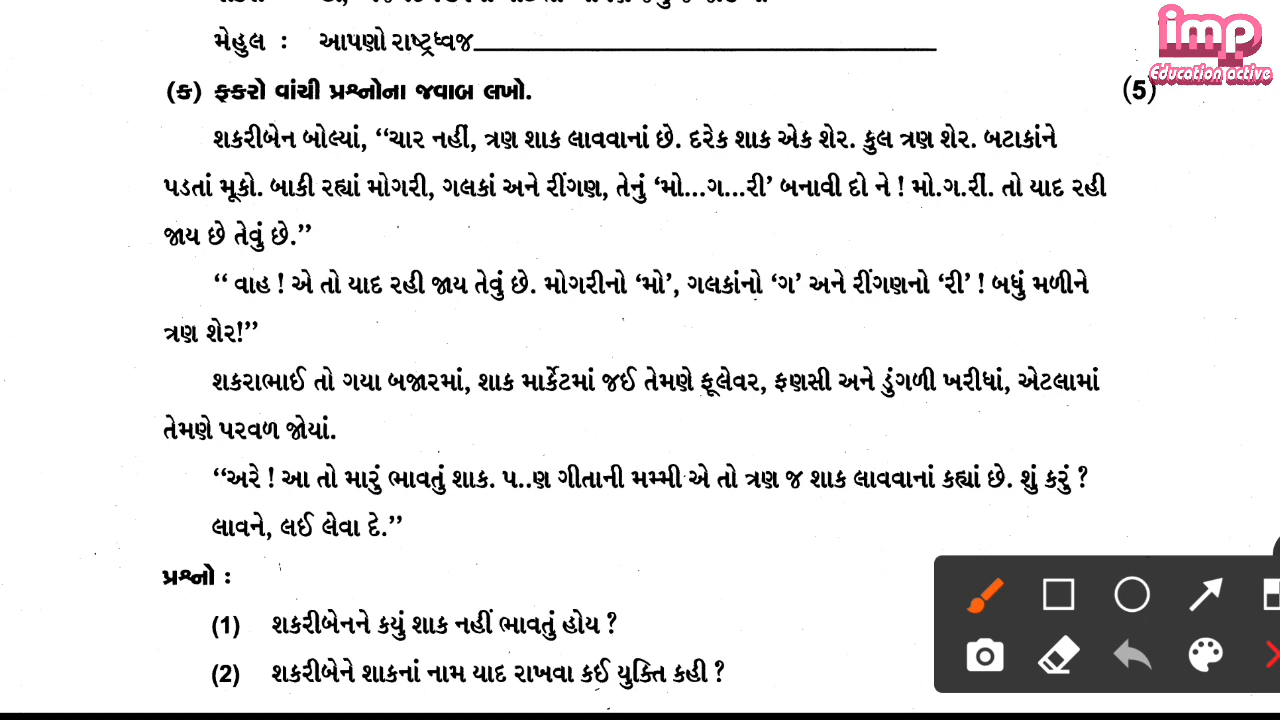 મેહુલ : આપણો રાષ્ટ્રધ્વજ
imp
Education active
(ક) ફકરો વાંચી પ્રશ્નોના જવાબ લખો. (5)
શકરીબેન બોલ્યાં, “ચાર નહીં, ત્રણ શાક લાવવાનાં છે. દરેક શાક એક શેર. કુલ ત્રણ શેર. બટાકાંને
પડતાં મૂકો. બાકી રહ્યાં મોગરી, ગલકાં અને રીંગણ, તેનું ‘મો...ગ...રી’ બનાવી દો ને ! મો.ગ.રીં. તો યાદ રહી
જાય છે તેવું છે.”
“ વાહ ! એ તો યાદ રહી જાય તેવું છે. મોગરીનો ‘મો’, ગલકાંનો ‘ગ’ અને રીંગણનો ‘રી’ ! બધું મળીને
ત્રણ શેર!”
શકરાભાઈ તો ગયા બજારમાં, શાક માર્કેટમાં જઈ તેમણે ફૂલેવર, ફણસી અને ડુંગળી ખરીધાં, એટલામાં
તેમણે પરવળ જોયાં.
“અરે ! આ તો મારું ભાવતું શાક. પ..ણ ગીતાની મમ્મી એ તો ત્રણ જ શાક લાવવાનાં કહ્યાં છે. શું કરું ?
લાવને, લઈ લેવા દે.”
પ્રશ્નો :
(1) શકરીબેનને કયું શાક નહીં ભાવતું હોય ?
(2) શકરીબેને શાકનાં નામ યાદ રાખવા કઈ યુક્તિ કહી ?